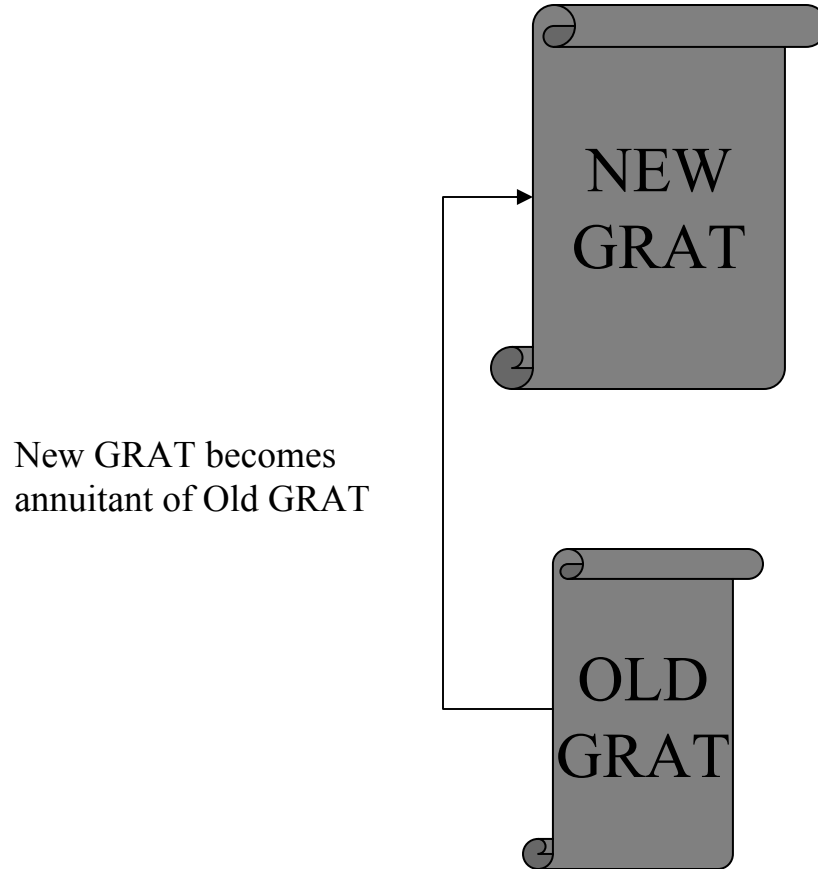 NEW
GRAT
New GRAT becomes
annuitant of Old GRAT
OLD
GRAT